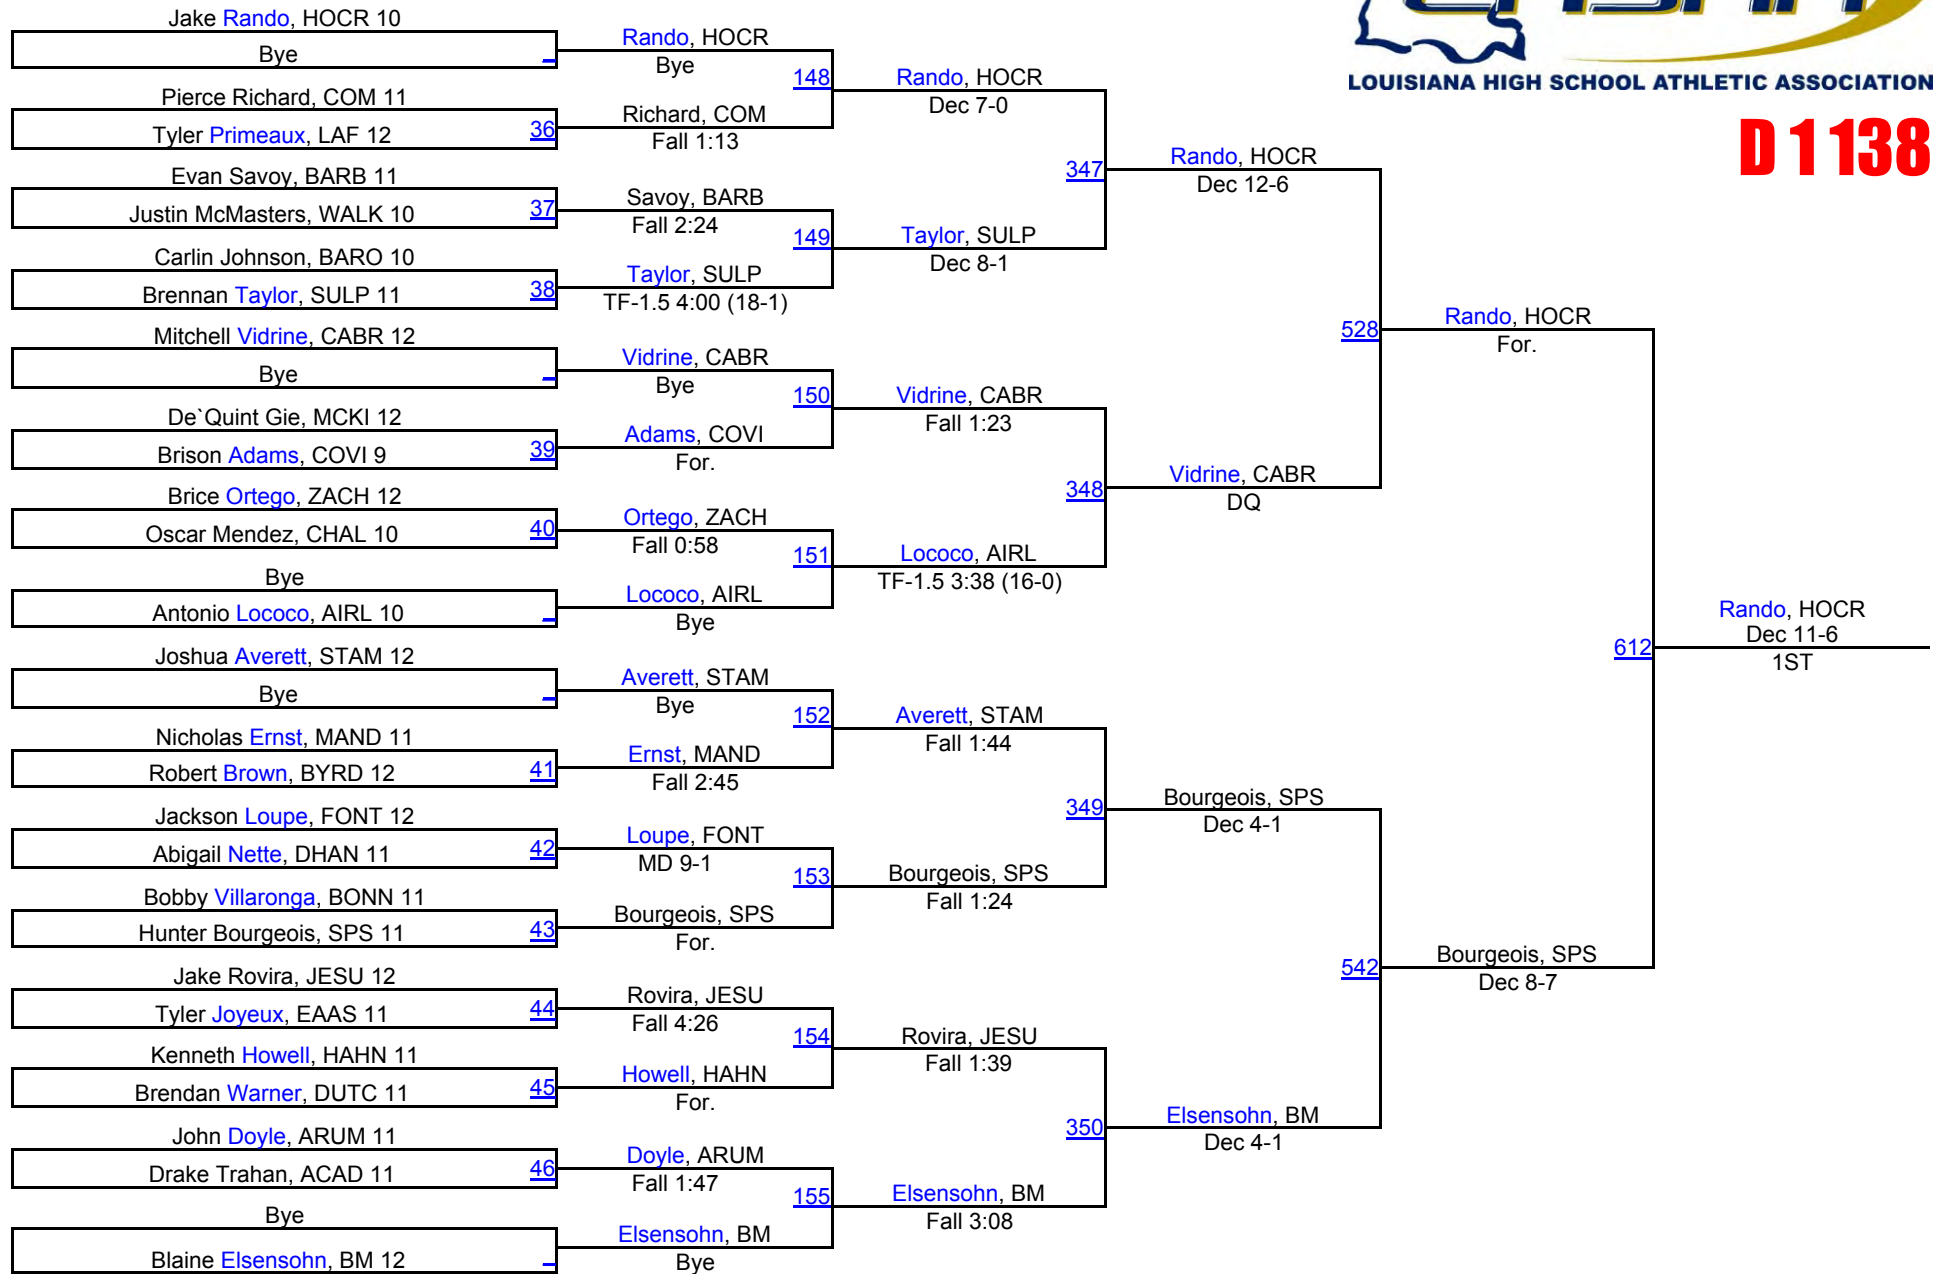 LHSAA
LOUISIANA HIGH SCHOOL ATHLETIC ASSOCIATION
D 1 138
Jake Rando, HOCR 10
Bye
Pierce Richard, COM 11
Tyler Primeaux, LAF 12
36
Evan Savoy, BARB 11
Justin McMasters, WALK 10
37
Carlin Johnson, BARO 10
Brennan Taylor, SULP 11
38
Mitchell Vidrine, CABR 12
Bye
De`Quint Gie, MCKI 12
Brison Adams, COVI 9
39
Brice Ortego, ZACH 12
Oscar Mendez, CHAL 10
40
Bye
Antonio Lococo, AIRL 10
Joshua Averett, STAM 12
Bye
Nicholas Ernst, MAND 11
Robert Brown, BYRD 12
41
Jackson Loupe, FONT 12
Abigail Nette, DHAN 11
42
Bobby Villaronga, BONN 11
Hunter Bourgeois, SPS 11
43
Jake Rovira, JESU 12
Tyler Joyeux, EAAS 11
44
Kenneth Howell, HAHN 11
Brendan Warner, DUTC 11
45
John Doyle, ARUM 11
Drake Trahan, ACAD 11
46
Bye
Blaine Elsensohn, BM 12
Rando, HOCR
Bye
148
Richard, COM
Fall 1:13
Savoy, BARB
Fall 2:24
149
Taylor, SULP
TF-1.5 4:00 (18-1)
Vidrine, CABR
Bye
150
Adams, COVI
For.
Ortego, ZACH
Fall 0:58
151
Lococo, AIRL
Bye
Averett, STAM
Bye
152
Ernst, MAND
Fall 2:45
Loupe, FONT
MD 9-1
153
Bourgeois, SPS
For.
Rovira, JESU
Fall 4:26
154
Howell, HAHN
For.
Doyle, ARUM
Fall 1:47
155
Elsensohn, BM
Bye
Rando, HOCR
Dec 7-0
347
Taylor, SULP
Dec 8-1
Vidrine, CABR
Fall 1:23
348
Lococo, AIRL
TF-1.5 3:38 (16-0)
Averett, STAM
Fall 1:44
349
Bourgeois, SPS
Fall 1:24
Rovira, JESU
Fall 1:39
350
Elsensohn, BM
Fall 3:08
Rando, HOCR
Dec 12-6
528
Vidrine, CABR
DQ
Bourgeois, SPS
Dec 4-1
542
Elsensohn, BM
Dec 4-1
Rando, HOCR
For.
612
Bourgeois, SPS
Dec 8-7
Rando, HOCR
Dec 11-6
1ST